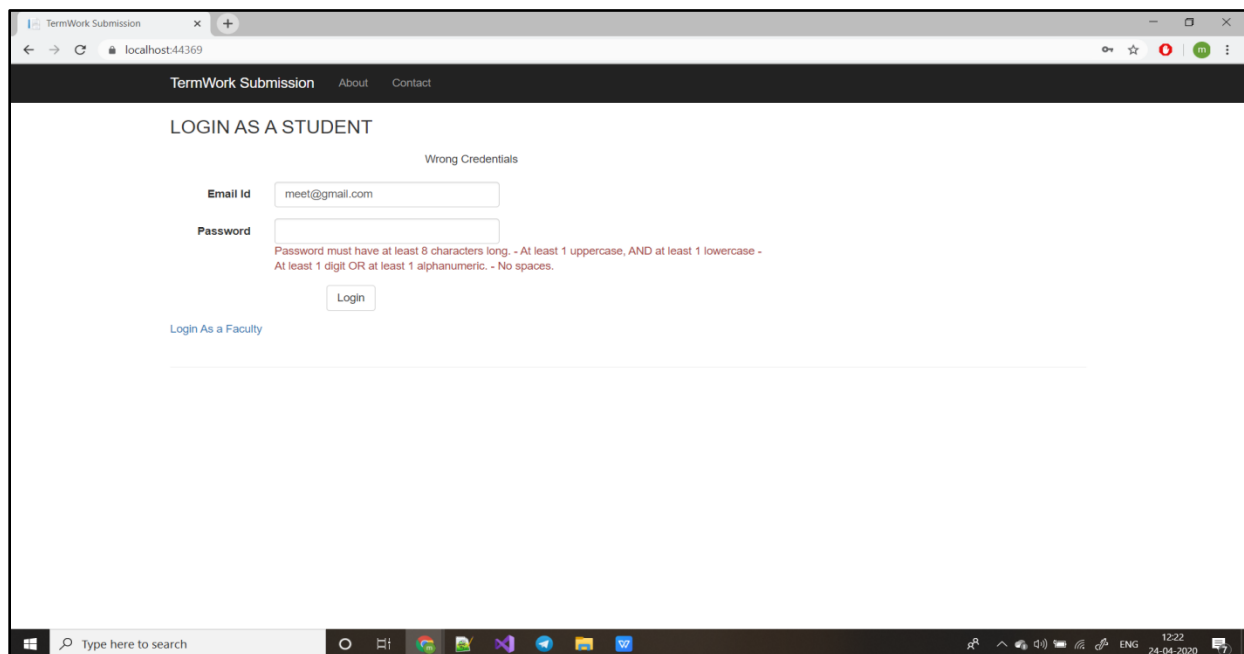 TermWork Submission
localhost:44369
m
TermWork Submission About Contact
LOGIN AS A STUDENT
Wrong Credentials
Email Id meet@gmail.com
Password
Password must have at least 8 characters long. - At least 1 uppercase, AND at least 1 lowercase -
At least 1 digit OR at least 1 alphanumeric. - No spaces.
Login
Login As a Faculty
Type here to search
ENG
12:22
24-04-2020